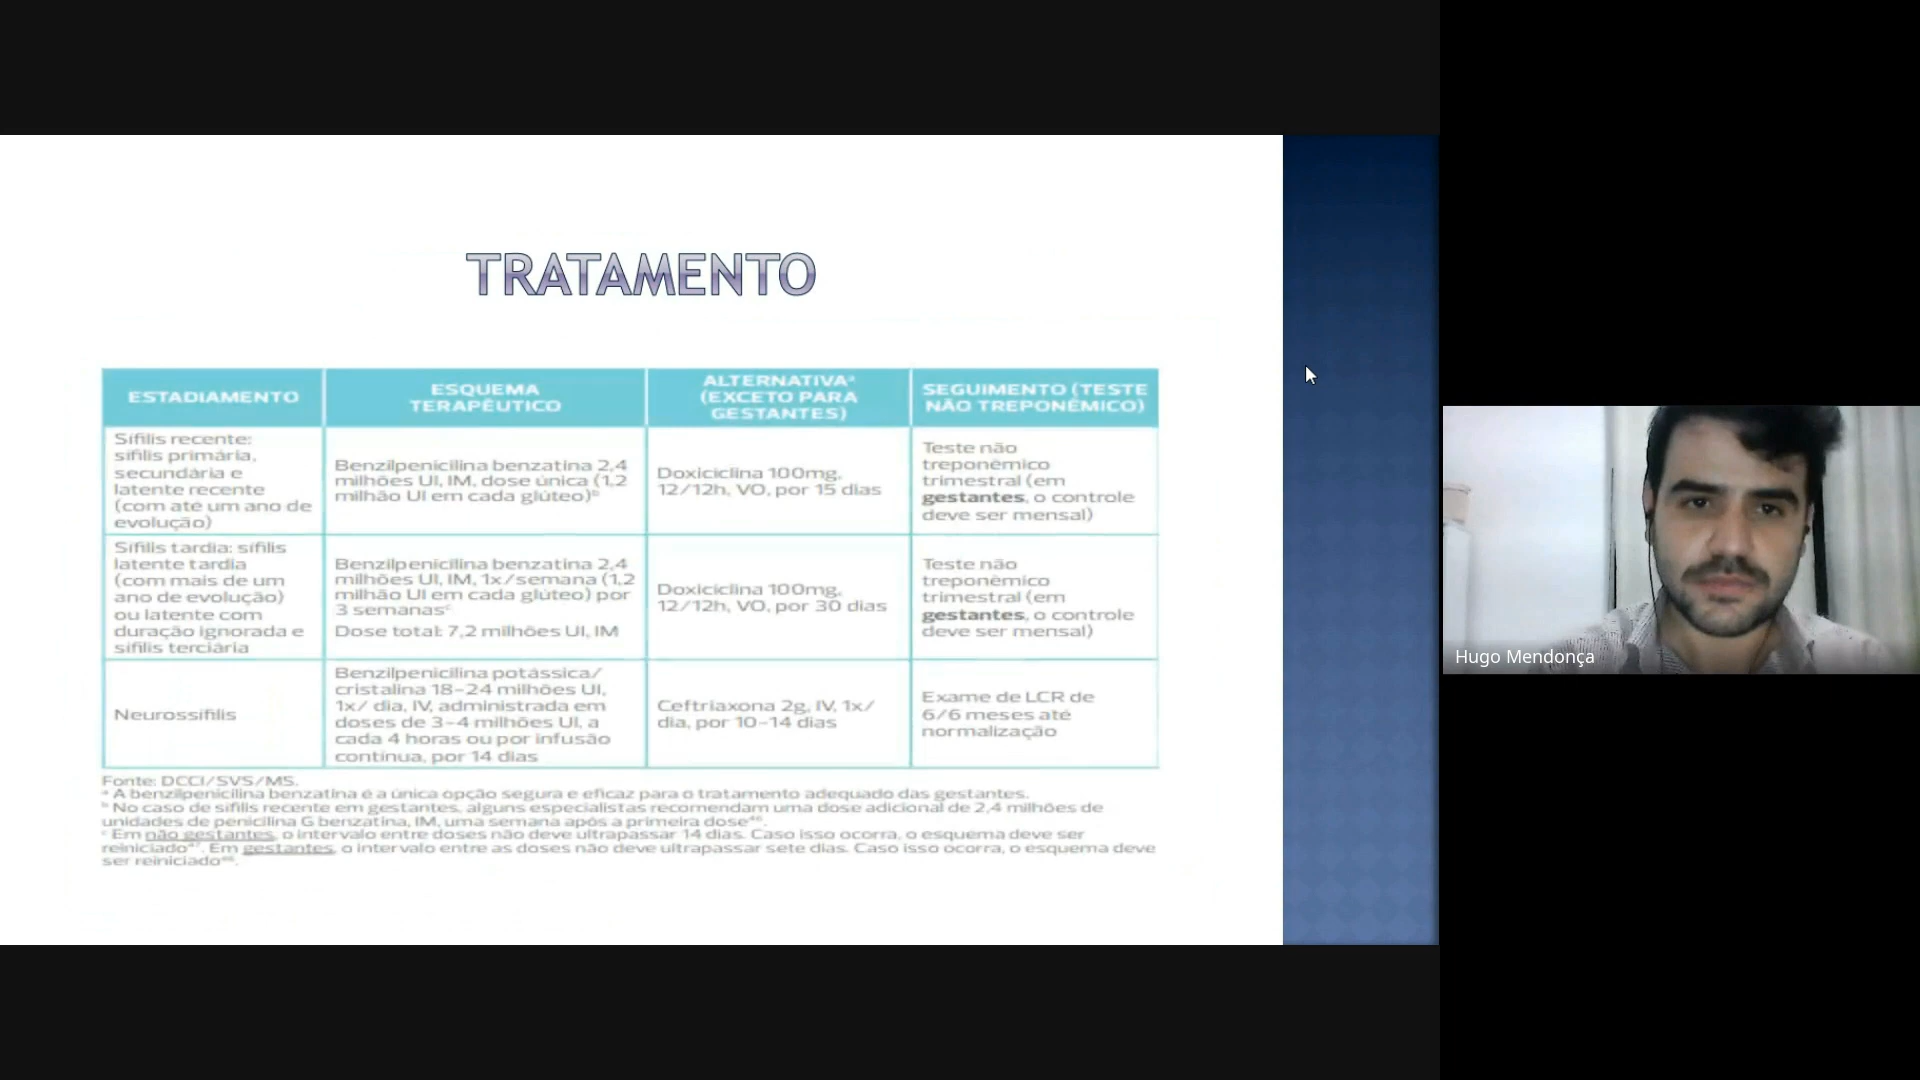 TRATAMENTO
ESTADIAMENTO
ESQUEMA
TERAPÊUTICO
ALTERNATIVAª
(EXCETO PARA
GESTANTES)
SEGUIMENTO (TESTE
NÃO TREPONÊMICO)
Sífilis recente:
sífilis primária,
secundária e
latente recente
(com até um ano de
evolução)
Benzilpenicilina benzatina 2,4
milhões UI, IM, dose única (1,2
milhão UI em cada glúteo)ᵇ
Doxiciclina 100mg,
12/12h, VO, por 15 dias
Teste não
treponêmico
trimestral (em
gestantes, o controle
deve ser mensal)
Sífilis tardia: sífilis
latente tardia
(com mais de um
ano de evolução)
ou latente com
duração ignorada e
sífilis terciária
Benzilpenicilina benzatina 2,4
milhões UI, IM, 1x/semana (1,2
milhão UI em cada glúteo) por
3 semanasᶜ
Dose total: 7,2 milhões UI, IM
Doxiciclina 100mg,
12/12h, VO, por 30 dias
Teste não
treponêmico
trimestral (em
gestantes, o controle
deve ser mensal)
Neurossífilis
Benzilpenicilina potássica/
cristalina 18-24 milhões UI,
1x/ dia, IV, administrada em
doses de 3-4 milhões UI, a
cada 4 horas ou por infusão
contínua, por 14 dias
Ceftriaxona 2g, IV, 1x/
dia, por 10-14 dias
Exame de LCR de
6/6 meses até
normalização
Fonte: DCCI/SVS/MS.
ª A benzilpenicilina benzatina é a única opção segura e eficaz para o tratamento adequado das gestantes.
ᵇ No caso de sífilis recente em gestantes, alguns especialistas recomendam uma dose adicional de 2,4 milhões de
unidades de penicilina G benzatina, IM, uma semana após a primeira dose
ᶜ Em não gestantes, o intervalo entre doses não deve ultrapassar 14 dias. Caso isso ocorra, o esquema deve ser
reiniciado. Em gestantes, o intervalo entre as doses não deve ultrapassar sete dias. Caso isso ocorra, o esquema deve
ser reiniciado
Hugo Mendonça